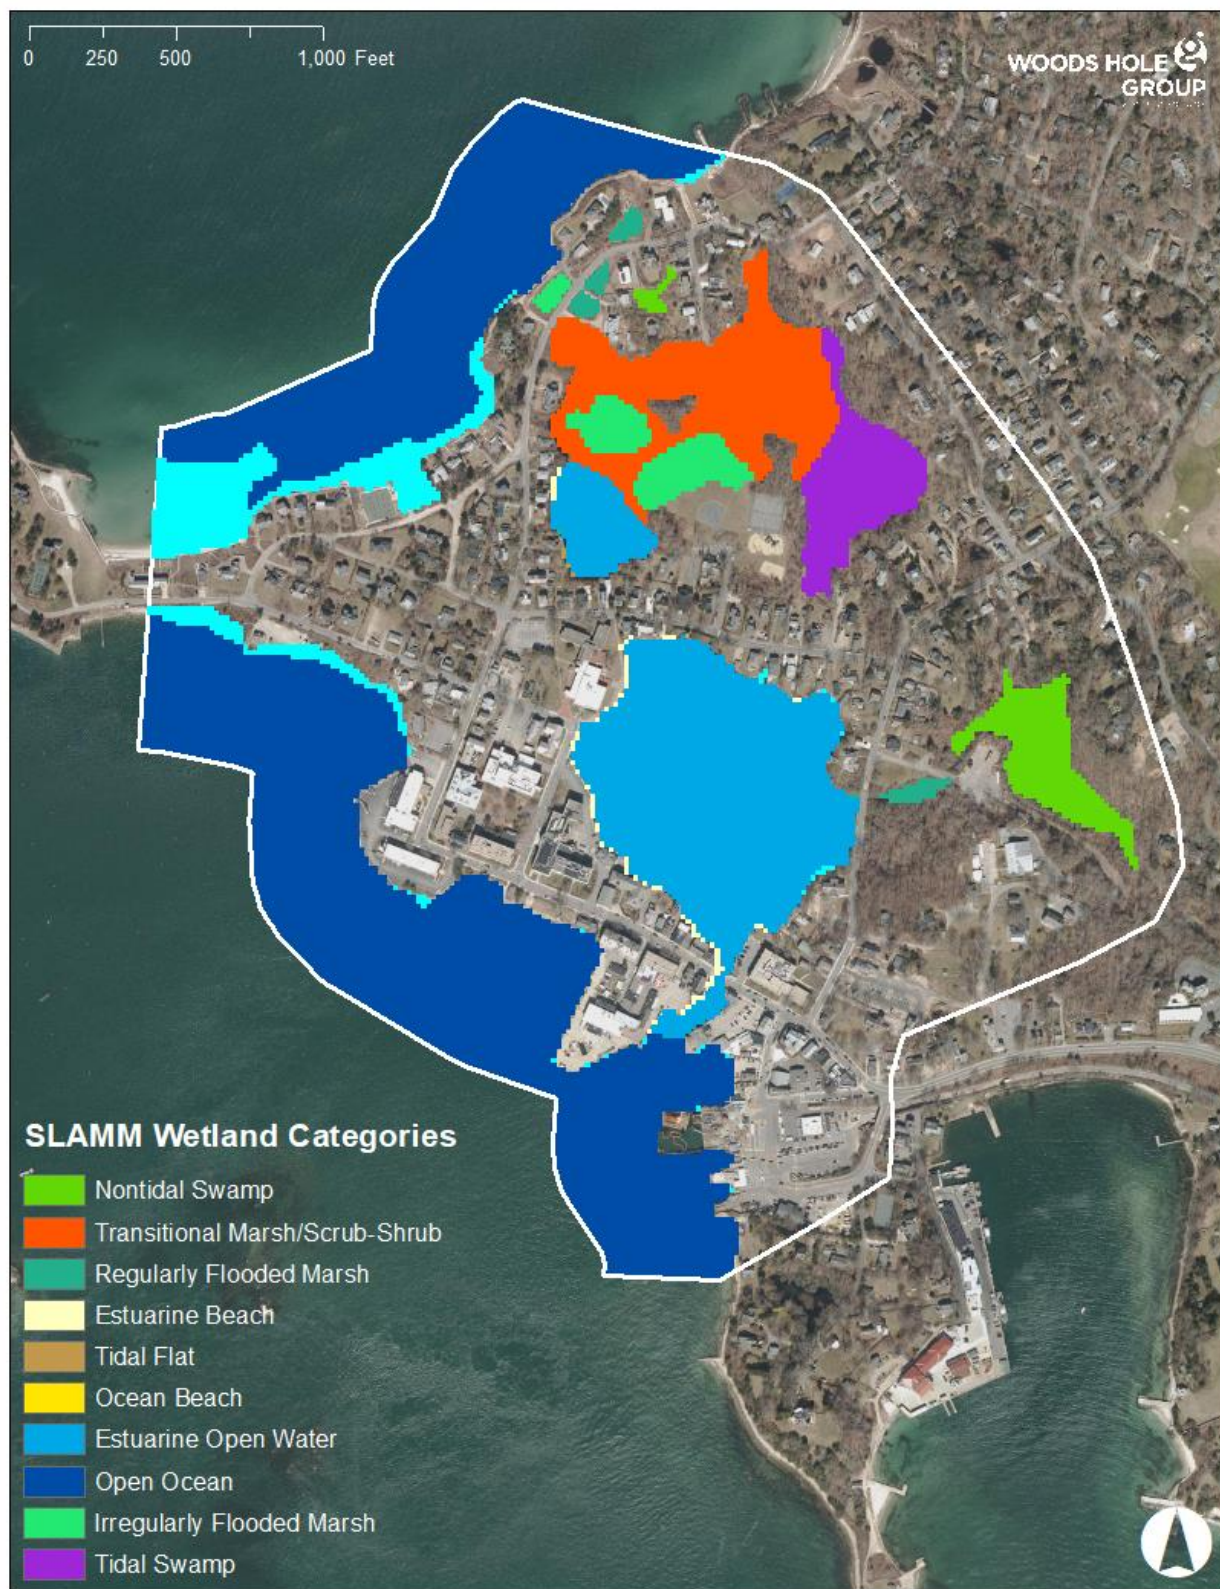 0 250 500 1,000 Feet
WOODS HOLE
GROUP
SLAMM Wetland Categories
Nontidal Swamp
Transitional Marsh/Scrub-Shrub
Regularly Flooded Marsh
Estuarine Beach
Tidal Flat
Ocean Beach
Estuarine Open Water
Open Ocean
Irregularly Flooded Marsh
Tidal Swamp